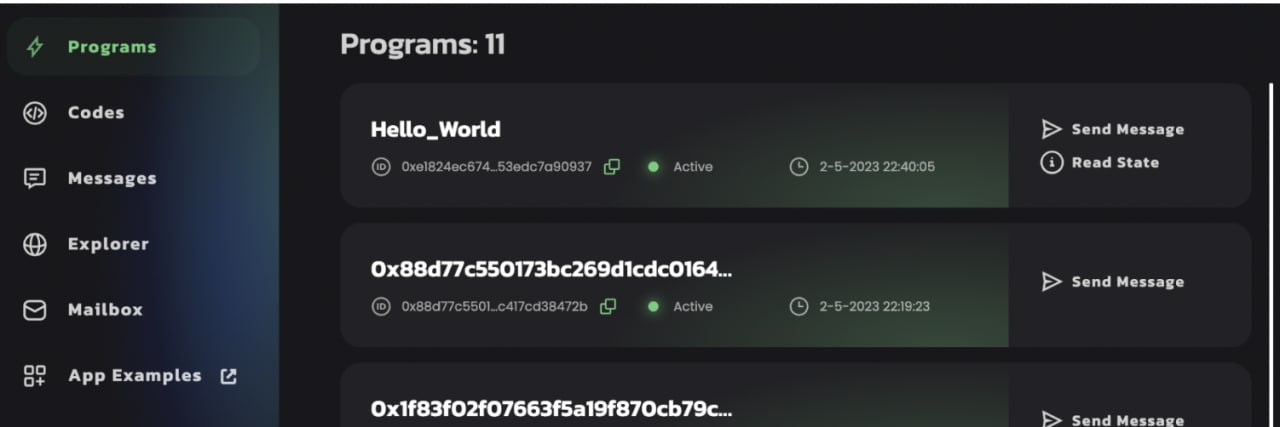 Programs
Codes
Messages
Explorer
Mailbox
App Examples
Programs: 11
Hello_World
ID 0xe1824ec674...53edc7a90937 Active 2-5-2023 22:40:05
Send Message
Read State
0x88d77c550173bc269d1cdc0164...
ID 0x88d77c5501...c417cd38472b Active 2-5-2023 22:19:23
Send Message
0x1f83f02f07663f5a19f870cb79c...
Send Message